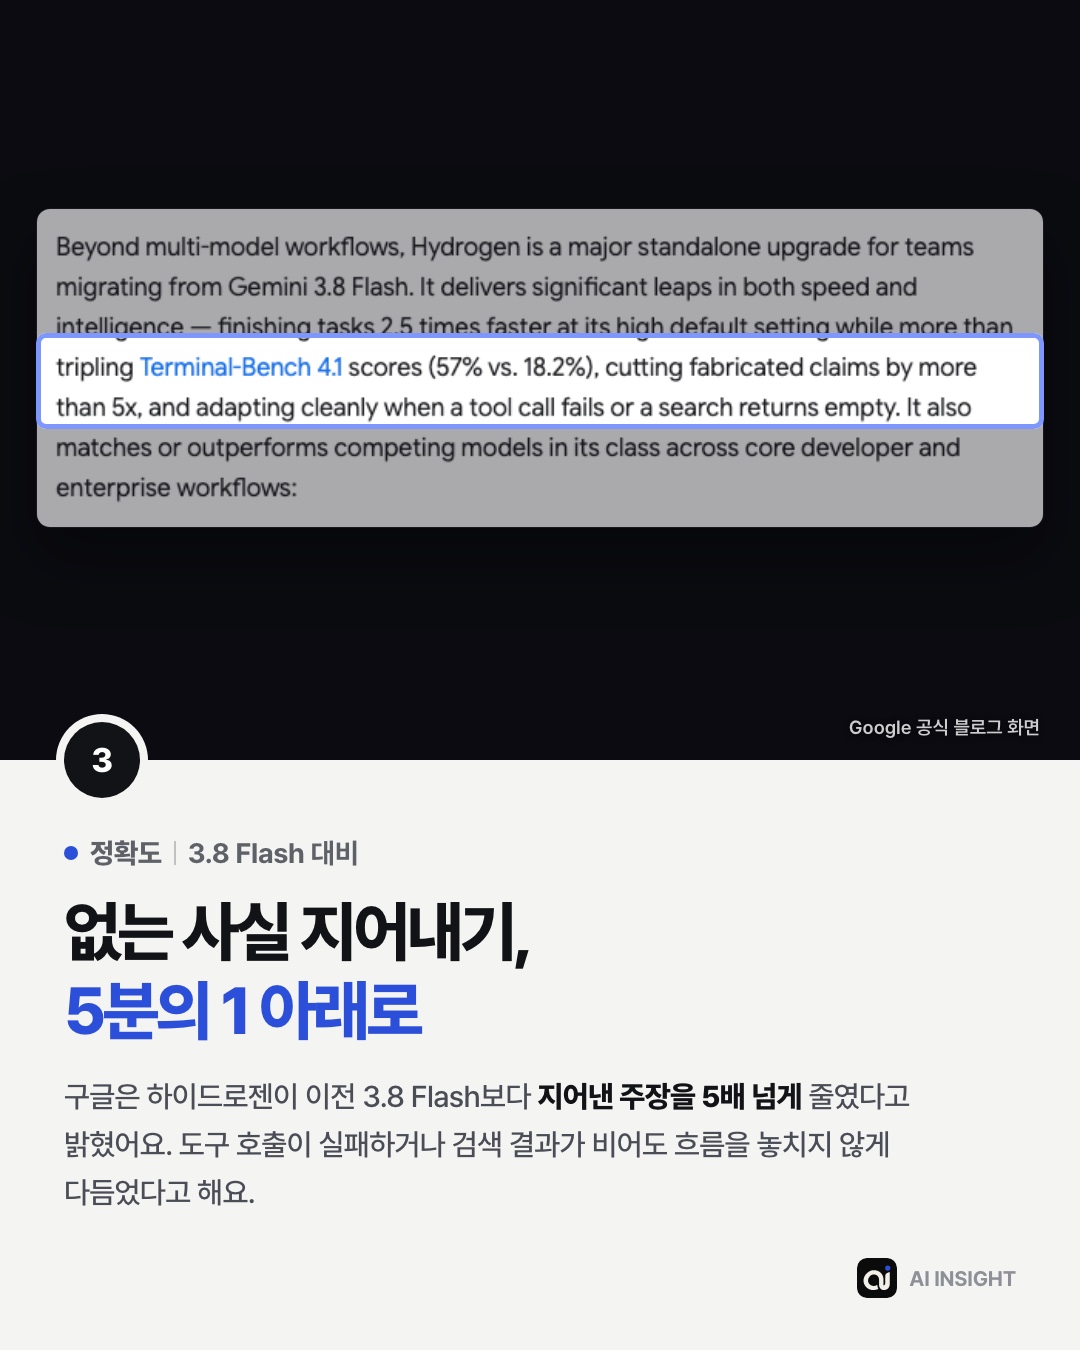 Beyond multi-model workflows, Hydrogen is a major standalone upgrade for teams
migrating from Gemini 3.8 Flash. It delivers significant leaps in both speed and
intelligence — finishing tasks 2.5 times faster at its high default setting while more than
tripling Terminal-Bench 4.1 scores (57% vs. 18.2%), cutting fabricated claims by more
than 5x, and adapting cleanly when a tool call fails or a search returns empty. It also
matches or outperforms competing models in its class across core developer and
enterprise workflows:
Google 공식 블로그 화면
3
정확도 | 3.8 Flash 대비
없는 사실 지어내기,
5분의 1 아래로
구글은 하이드로젠이 이전 3.8 Flash보다 지어낸 주장을 5배 넘게 줄였다고
밝혔어요. 도구 호출이 실패하거나 검색 결과가 비어도 흐름을 놓치지 않게
다듬었다고 해요.
ai AI INSIGHT